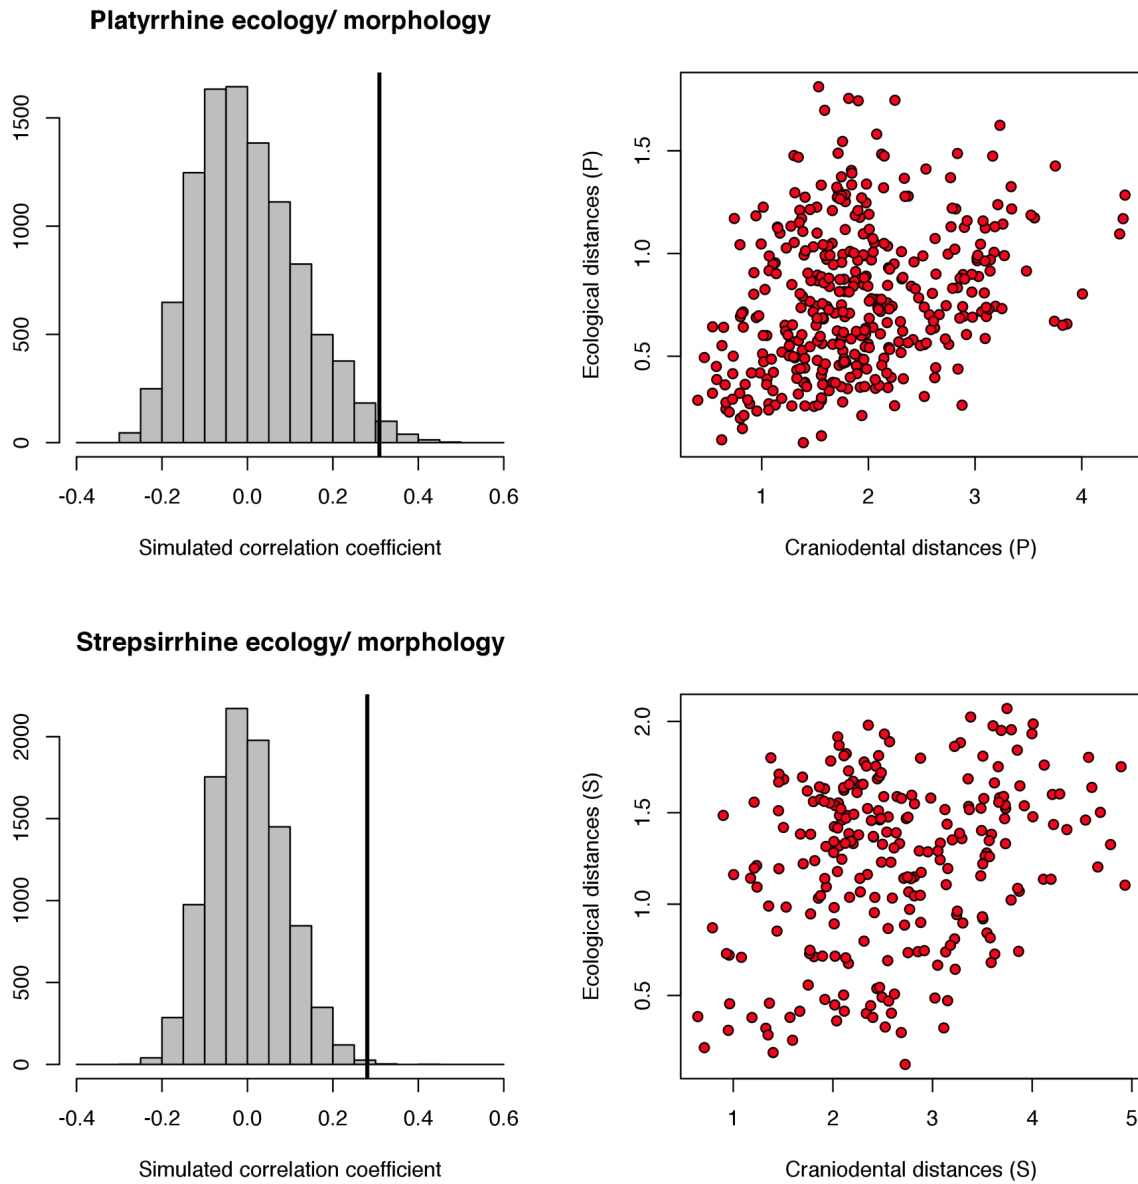 Platyrrhine ecology/ morphology
1500
1000
500
0
-0.4 -0.2 0.0 0.2 0.4 0.6
Simulated correlation coefficient
Ecological distances (P)
1.5
1.0
0.5
1 2 3 4
Craniodental distances (P)
Strepsirrhine ecology/ morphology
2000
1500
1000
500
0
-0.4 -0.2 0.0 0.2 0.4 0.6
Simulated correlation coefficient
Ecological distances (S)
2.0
1.5
1.0
0.5
1 2 3 4 5
Craniodental distances (S)